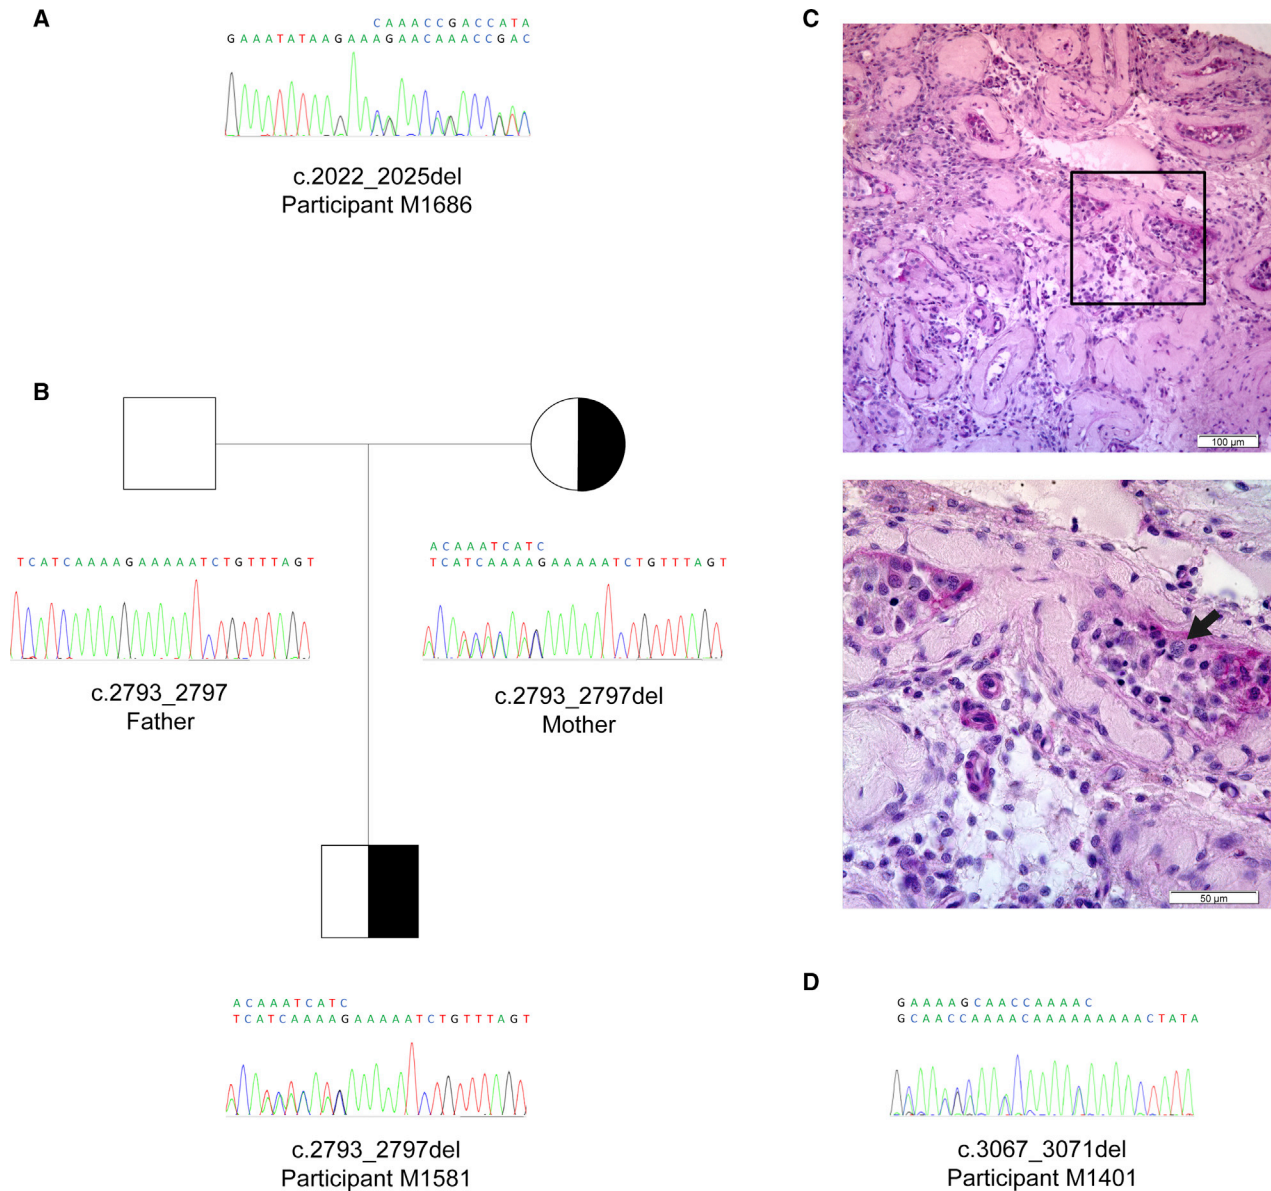 A
CAAACCGACCATA
GAAATATAAGAAAGAACAAACCGAC
c.2022_2025del
Participant M1686
B
TCATCAAAAGAAAAATCTGTTTAGT
c.2793_2797
Father
ACAAATCATC
TCATCAAAAGAAAAATCTGTTTAGT
c.2793_2797del
Mother
ACAAATCATC
TCATCAAAAGAAAAATCTGTTTAGT
c.2793_2797del
Participant M1581
C
100 µm
50 µm
D
GAAAAGCAACCAAAAC
GCAACCAAAACAAAAAAAAACTATA
c.3067_3071del
Participant M1401